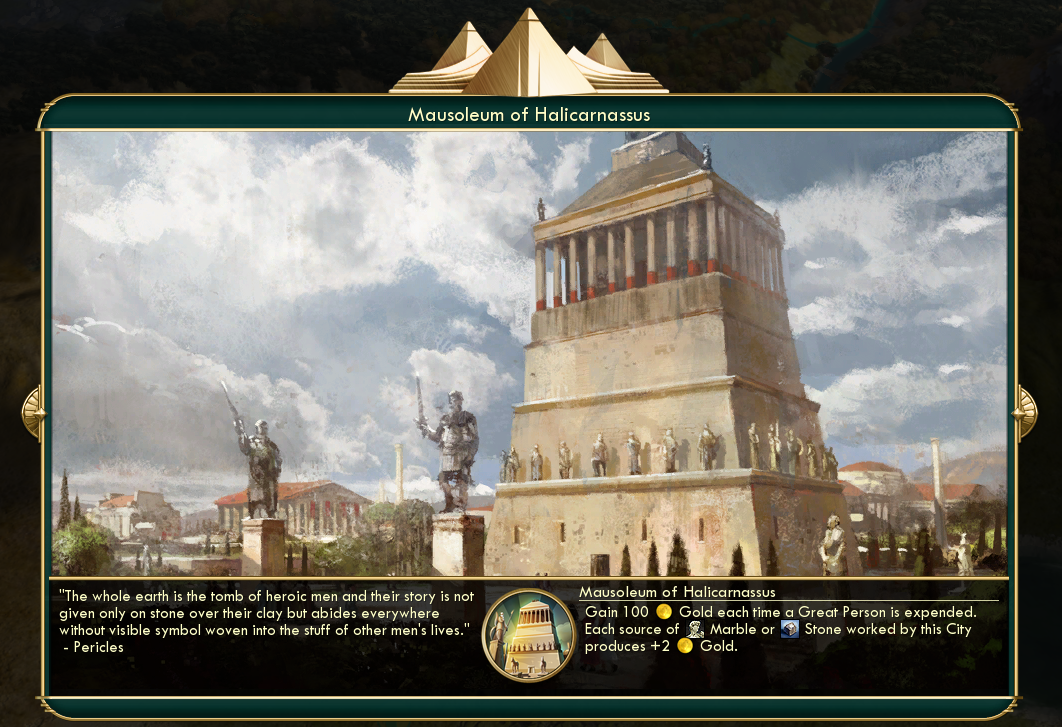 Mausoleum of Halicarnassus
"The whole earth is the tomb of heroic men and their story is not
given only on stone over their clay but abides everywhere
without visible symbol woven into the stuff of other men's lives."
- Pericles
Mausoleum of Halicarnassus
Gain 100 Gold each time a Great Person is expended.
Each source of Marble or Stone worked by this City
produces +2 Gold.